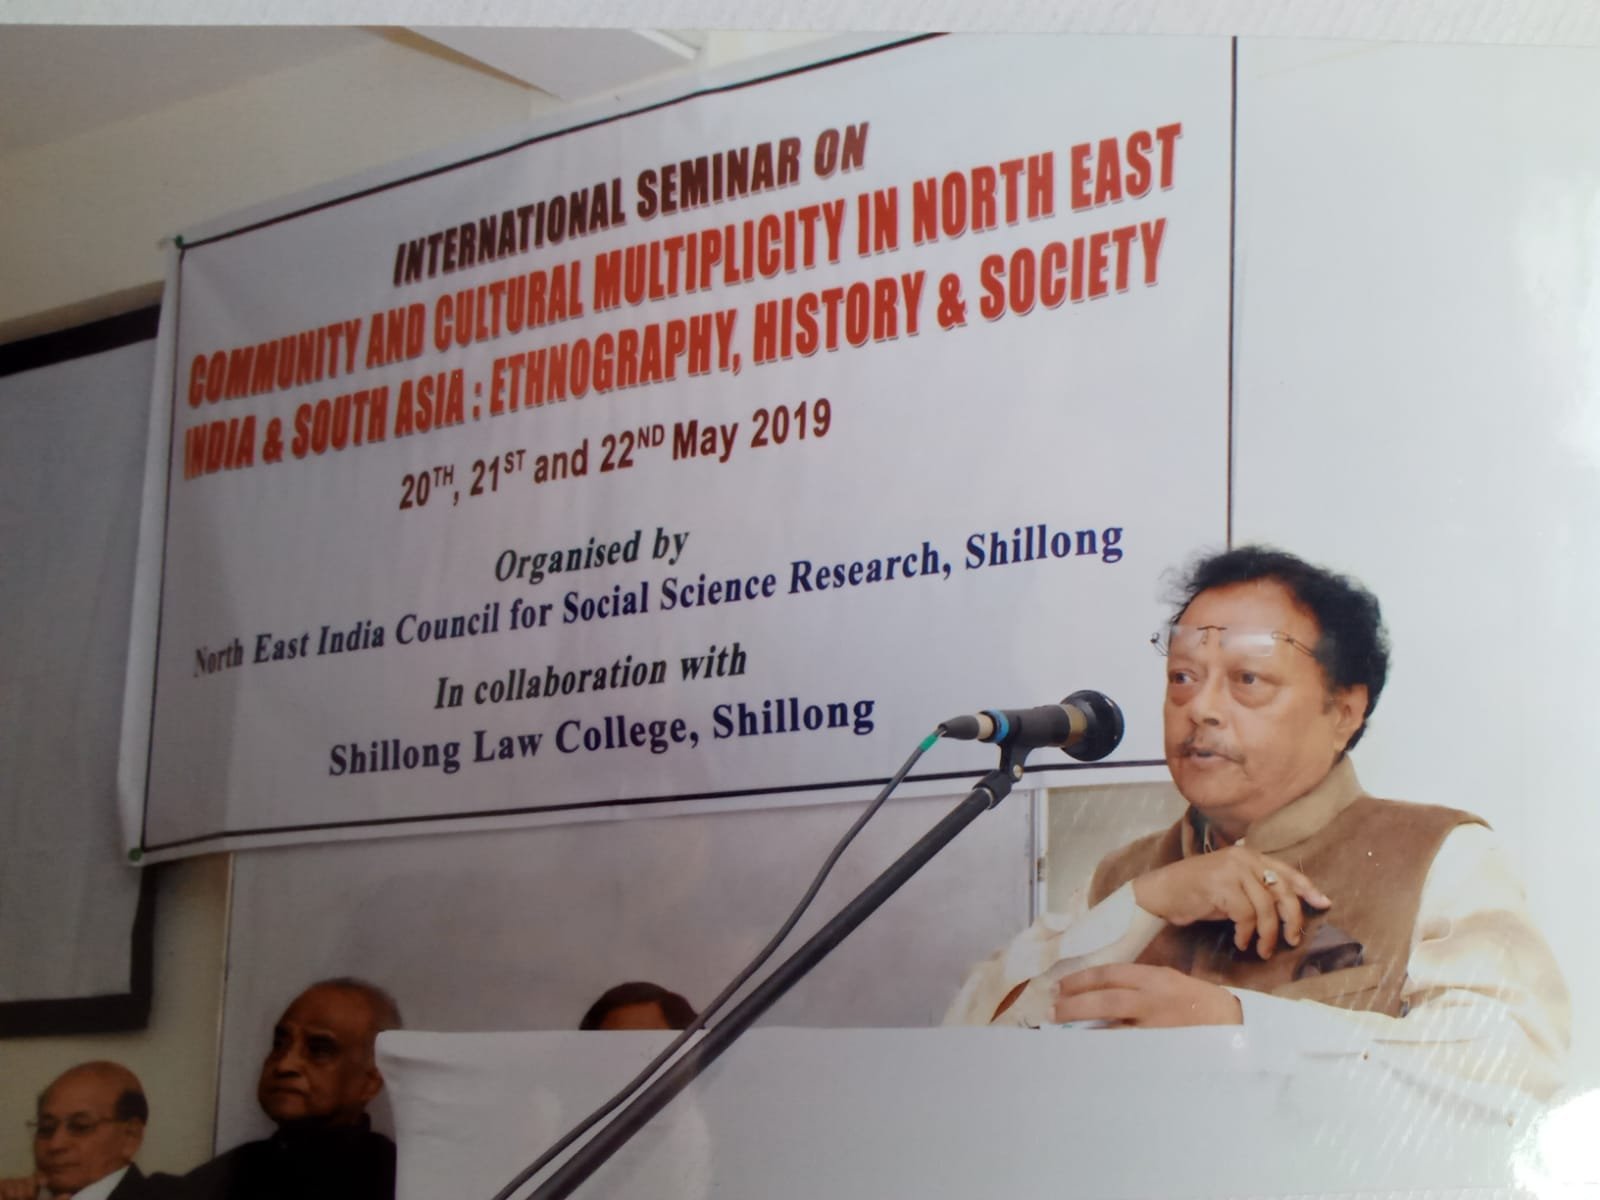 INTERNATIONAL SEMINAR ON
COMMUNITY AND CULTURAL MULTIPLICITY IN NORTH EAST
INDIA & SOUTH ASIA : ETHNOGRAPHY, HISTORY & SOCIETY
20TH, 21ST and 22ND May 2019
Organised by
North East India Council for Social Science Research, Shillong
In collaboration with
Shillong Law College, Shillong